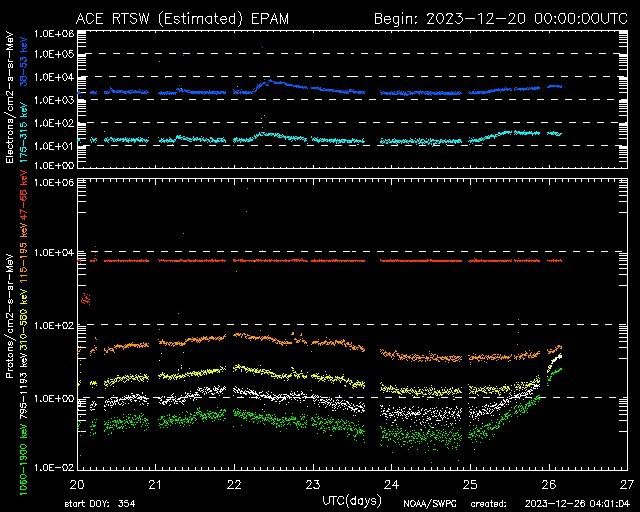 ACE RTSW (Estimated) EPAM
Begin: 2023-12-20 00:00:00UTC
Electrons/cm2-s-sr-MeV
38-53 keV
175-315 keV
1.0E+06
1.0E+05
1.0E+04
1.0E+03
1.0E+02
1.0E+01
1.0E+00
Protons/cm2-s-sr-MeV
47-66 keV
115-195 keV
310-580 keV
795-1193 keV
1060-1900 keV
1.0E+06
1.0E+04
1.0E+02
1.0E+00
1.0E-02
20 21 22 23 24 25 26 27
UTC(days)
start DOY: 354
NOAA/SWPC created: 2023-12-26 04:01:04